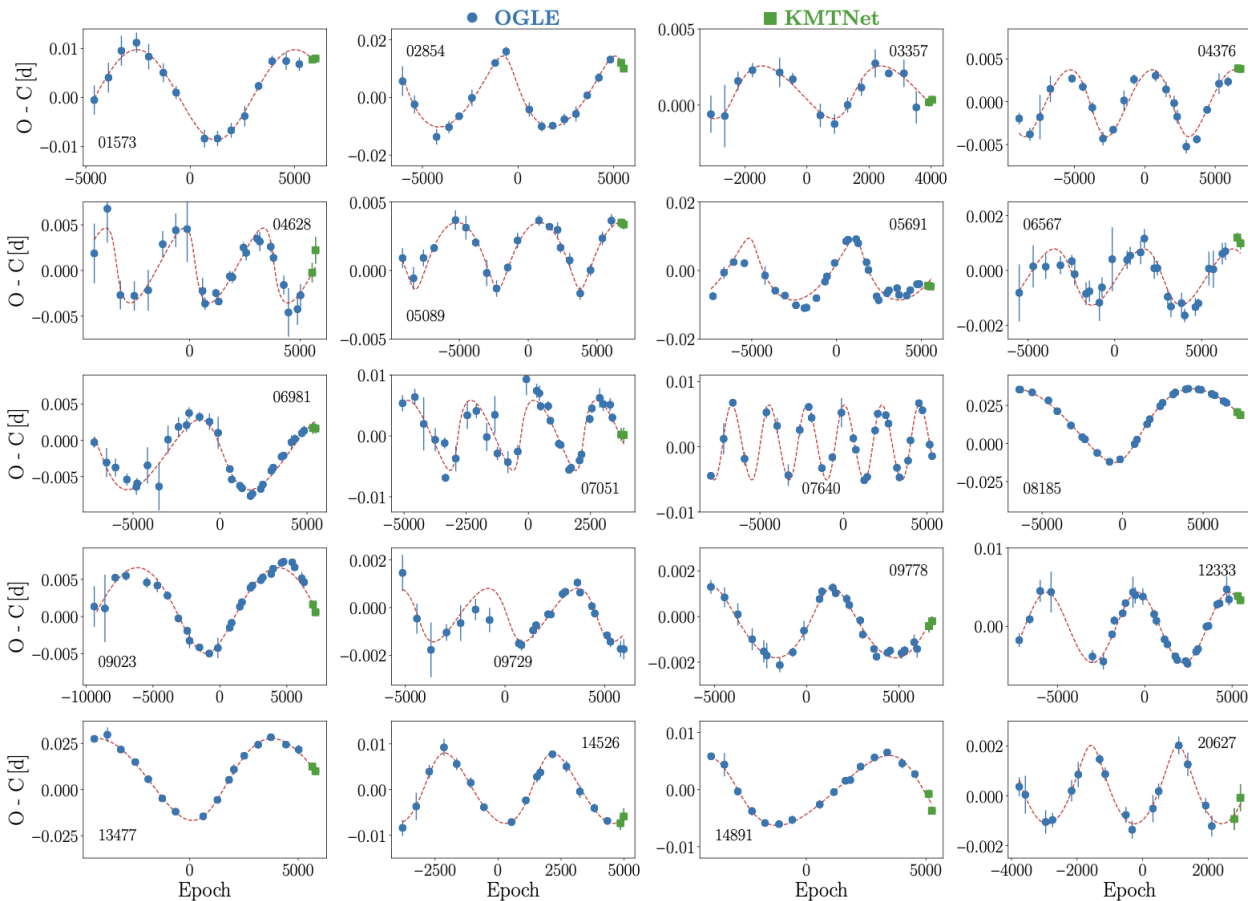 OGLE KMTNet
O - C [d] 0.01 0.00 −0.01 01573 −5000 0 5000
0.02 0.00 −0.02 02854 −5000 0 5000
0.005 0.000 03357 −2000 0 2000 4000
0.005 0.000 −0.005 04376 −5000 0 5000
O - C [d] 0.005 0.000 −0.005 04628 0 5000
0.005 0.000 −0.005 05089 −5000 0 5000
0.02 0.00 −0.02 05691 −5000 0 5000
0.002 0.000 −0.002 06567 −5000 0 5000
O - C [d] 0.005 0.000 −0.005 06981 −5000 0 5000
0.01 0.00 −0.01 07051 −5000 −2500 0 2500
0.01 0.00 −0.01 07640 −5000 0 5000
0.025 0.000 −0.025 08185 −5000 0 5000
O - C [d] 0.005 0.000 −0.005 09023 −10000 −5000 0 5000
0.002 0.000 −0.002 09729 −5000 0 5000
0.002 0.000 −0.002 09778 −5000 0 5000
0.01 0.00 12333 −5000 0 5000
O - C [d] 0.025 0.000 −0.025 13477 0 5000 Epoch
0.01 0.00 −0.01 14526 −2500 0 2500 5000 Epoch
0.01 0.00 −0.01 14891 0 5000 Epoch
0.002 0.000 −0.002 20627 −4000 −2000 0 2000 Epoch